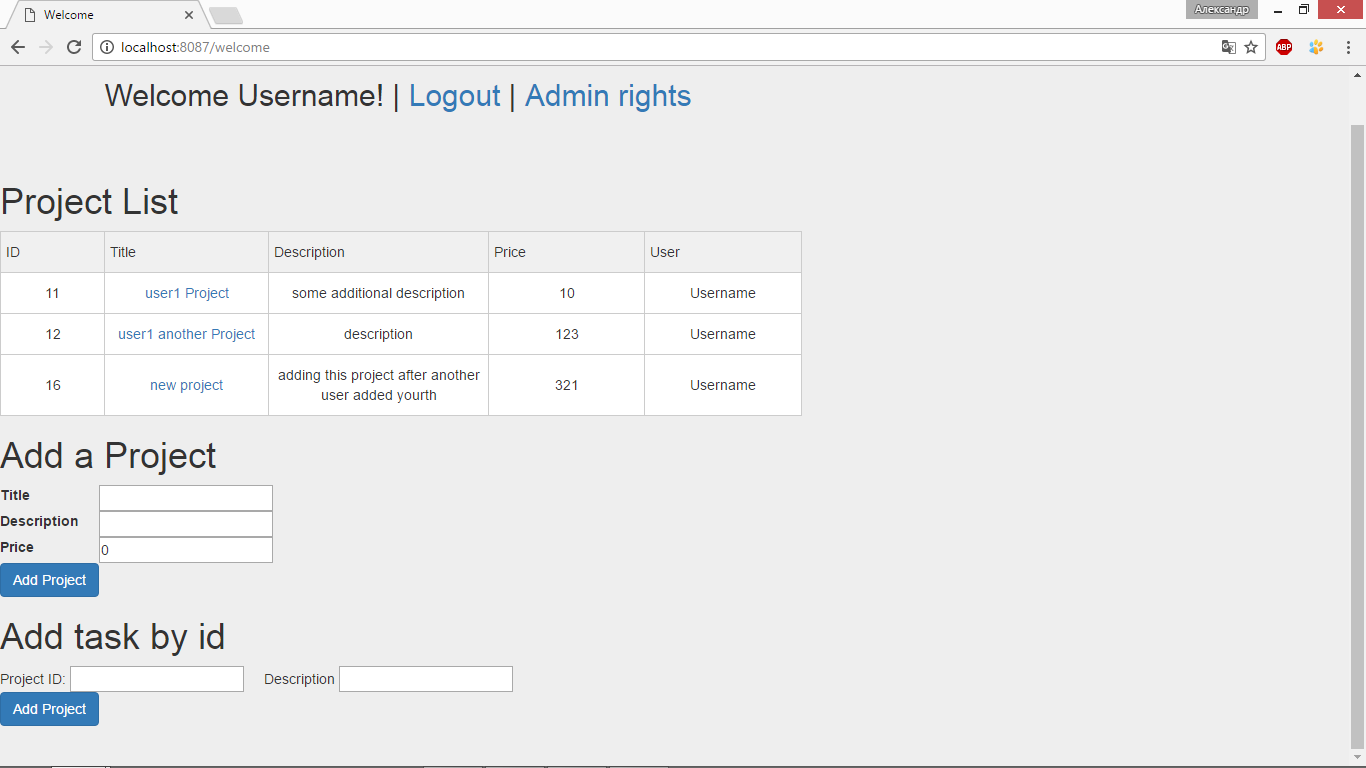 Welcome
Александр
localhost:8087/welcome
ABP
Welcome Username! | Logout | Admin rights
Project List
ID Title Description Price User
11 user1 Project some additional description 10 Username
12 user1 another Project description 123 Username
16 new project adding this project after another user added yourth 321 Username
Add a Project
Title
Description
Price 0
Add Project
Add task by id
Project ID: Description
Add Project